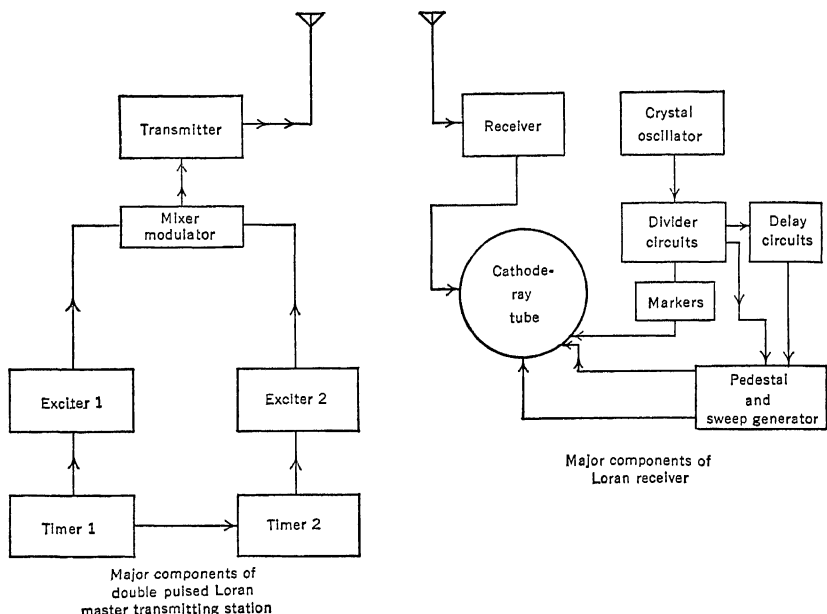 Transmitter
Mixer
modulator
Exciter 1
Exciter 2
Timer 1
Timer 2
Major components of
double pulsed Loran
master transmitting station
Receiver
Crystal
oscillator
Divider
circuits
Delay
circuits
Cathode-
ray
tube
Markers
Pedestal
and
sweep generator
Major components of
Loran receiver